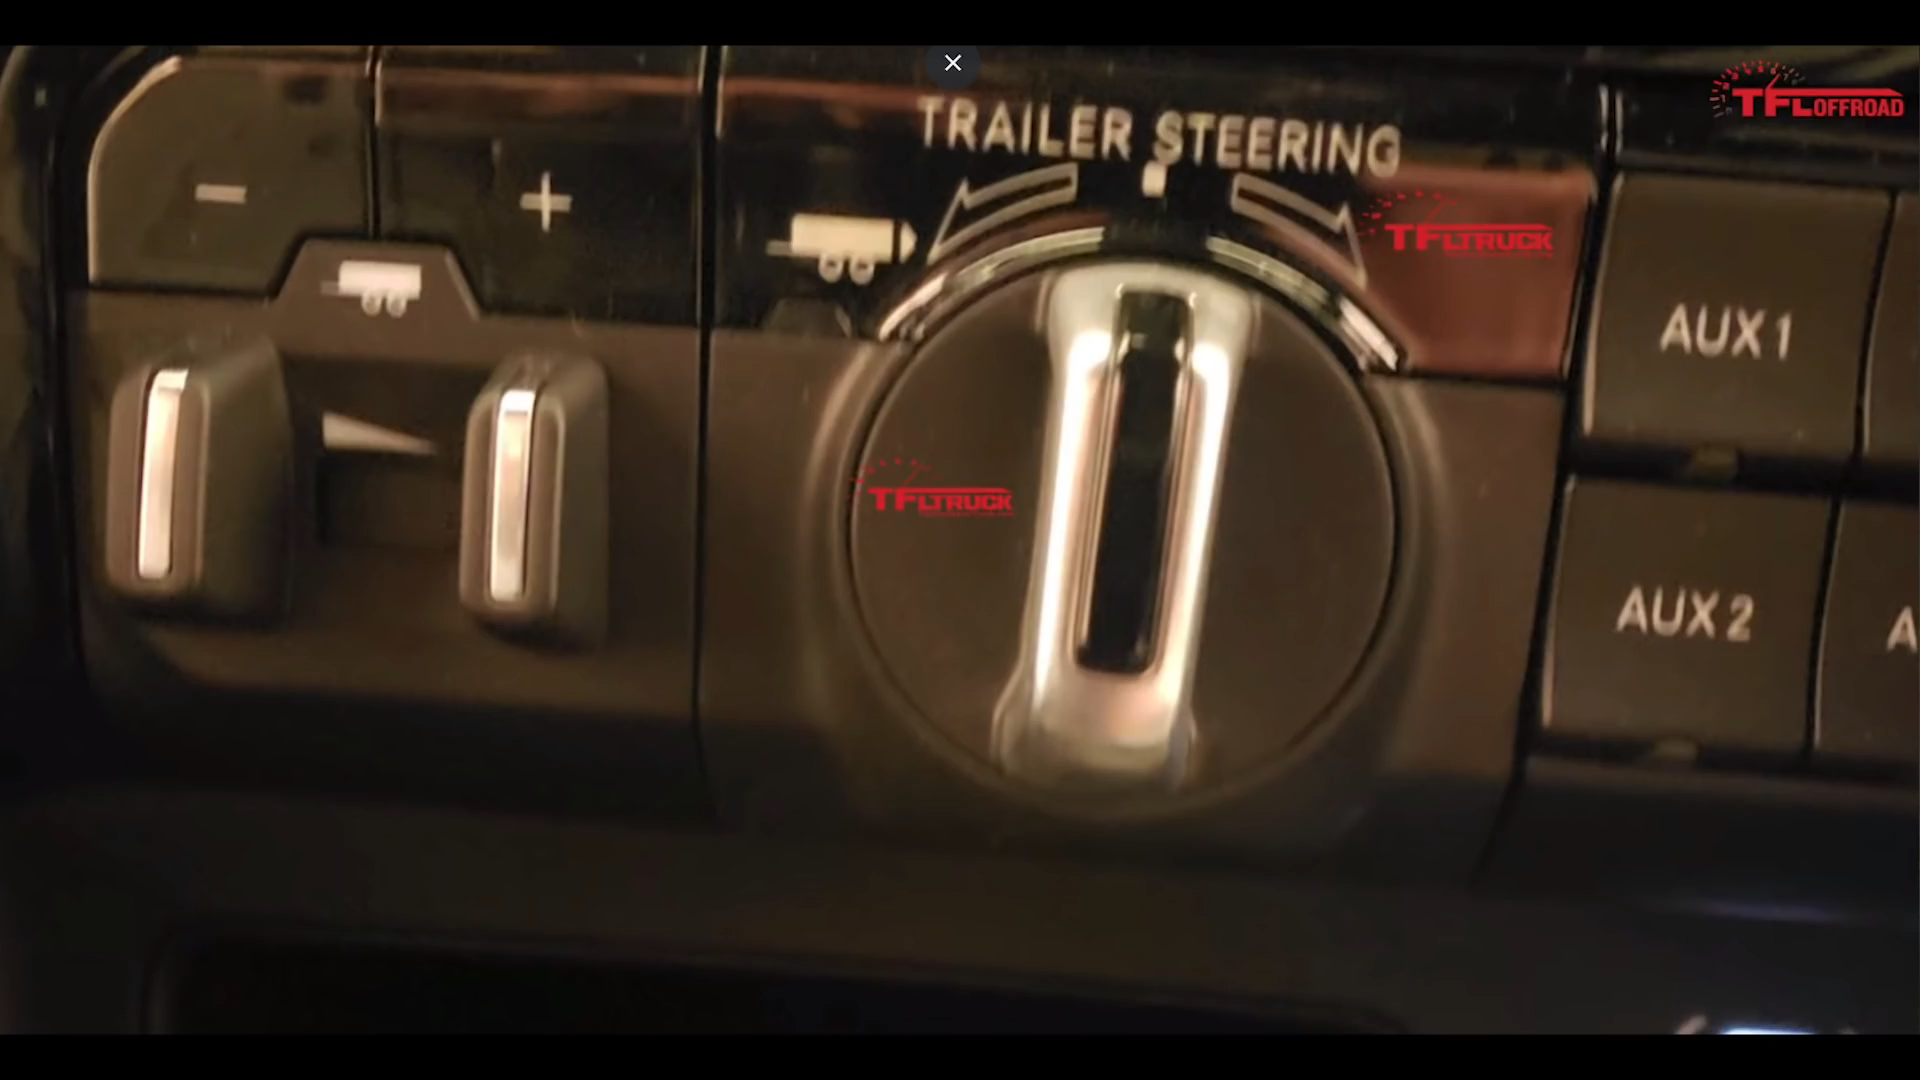 TRAILER STEERING
TFLOFFROAD
TFLTRUCK
− +
AUX 1
TFLTRUCK
AUX 2
A